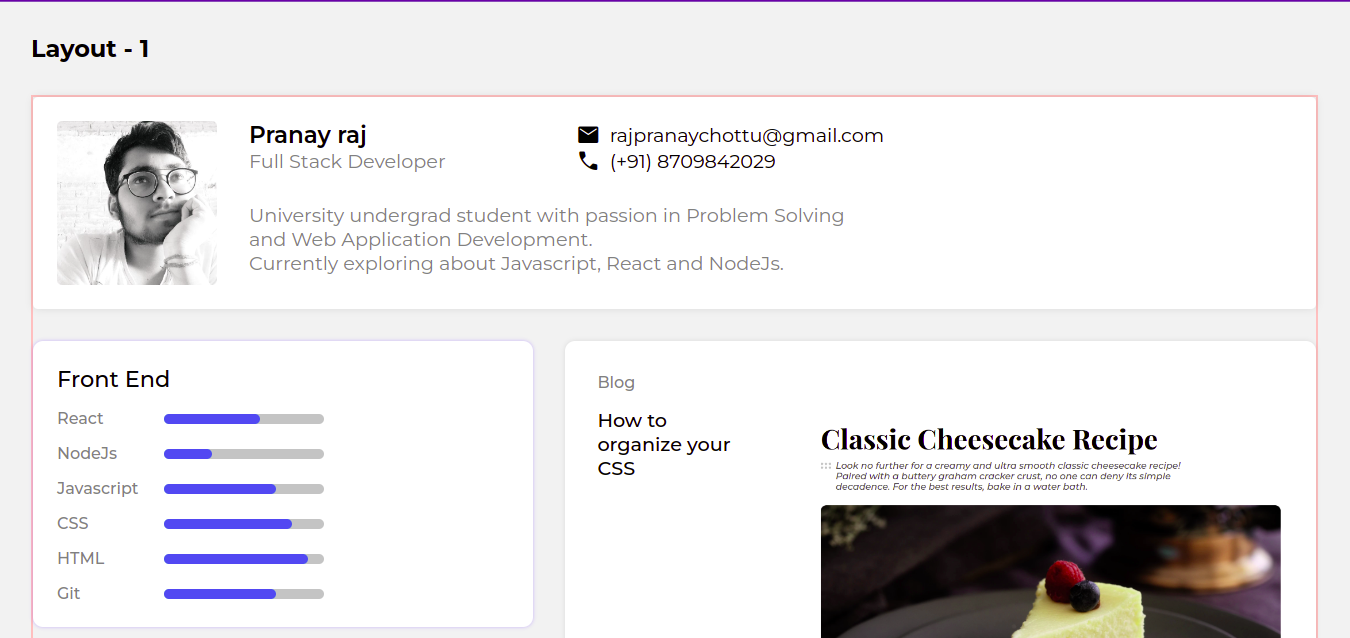 Layout - 1
Pranay raj
Full Stack Developer
rajpranaychottu@gmail.com
(+91) 8709842029
University undergrad student with passion in Problem Solving
and Web Application Development.
Currently exploring about Javascript, React and NodeJs.
Front End
React
NodeJs
Javascript
CSS
HTML
Git
Blog
How to
organize your
CSS
Classic Cheesecake Recipe
Look no further for a creamy and ultra smooth classic cheesecake recipe!
Paired with a buttery graham cracker crust, no one can deny its simple
decadence. For the best results, bake in a water bath.